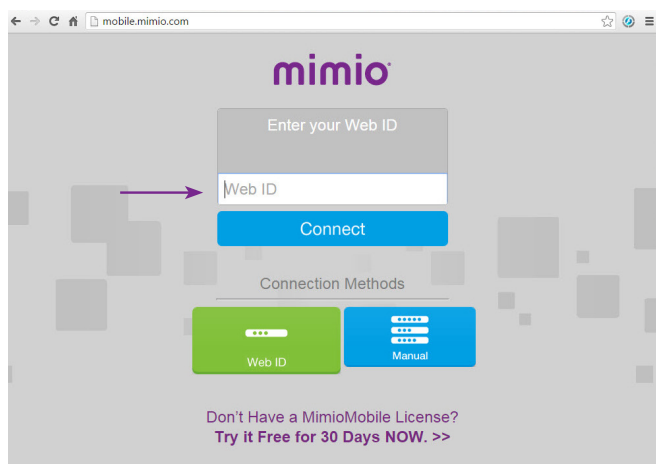 mobile.mimio.com
mimio
Enter your Web ID
Web ID
Connect
Connection Methods
Web ID
Manual
Don't Have a MimioMobile License?
Try it Free for 30 Days NOW. >>